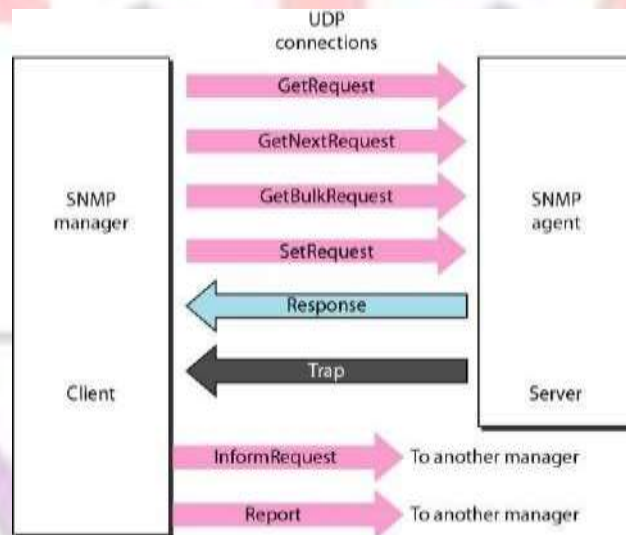 UDP
connections
GetRequest
GetNextRequest
SNMP
manager
GetBulkRequest
SNMP
agent
SetRequest
Response
Trap
Client
Server
InformRequest
To another manager
Report
To another manager